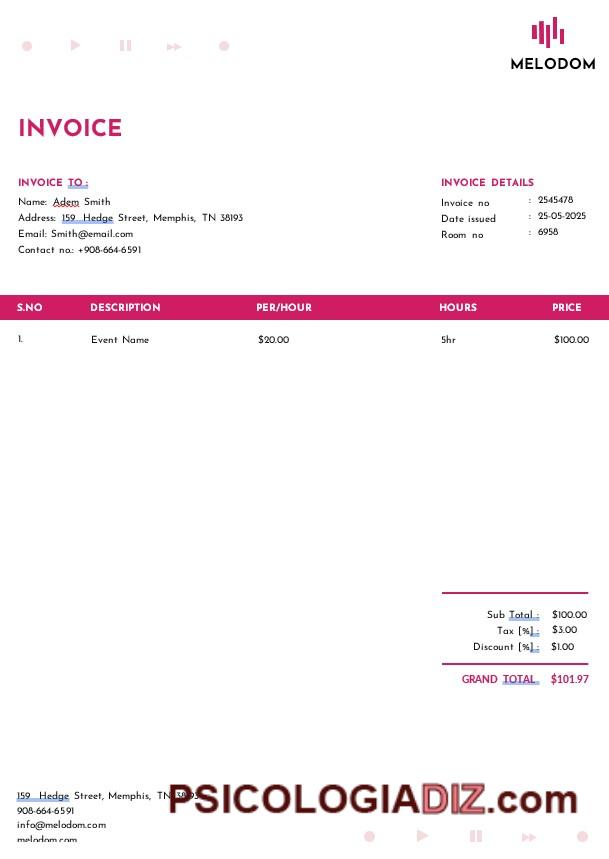 MELODOM
INVOICE
INVOICE TO :
Name: Adem Smith
Address: 159 Hedge Street, Memphis, TN 38193
Email: Smith@email.com
Contact no.: +908-664-6591
INVOICE DETAILS
Invoice no : 2545478
Date issued : 25-05-2025
Room no : 6958
S.NO DESCRIPTION PER/HOUR HOURS PRICE
1. Event Name $20.00 5hr $100.00
Sub Total : $100.00
Tax [%] : $3.00
Discount [%] : $1.00
GRAND TOTAL $101.97
159 Hedge Street, Memphis, TN 38193
PSICOLOGIADIZ.com
908-664-6591
info@melodom.com
melodom.com